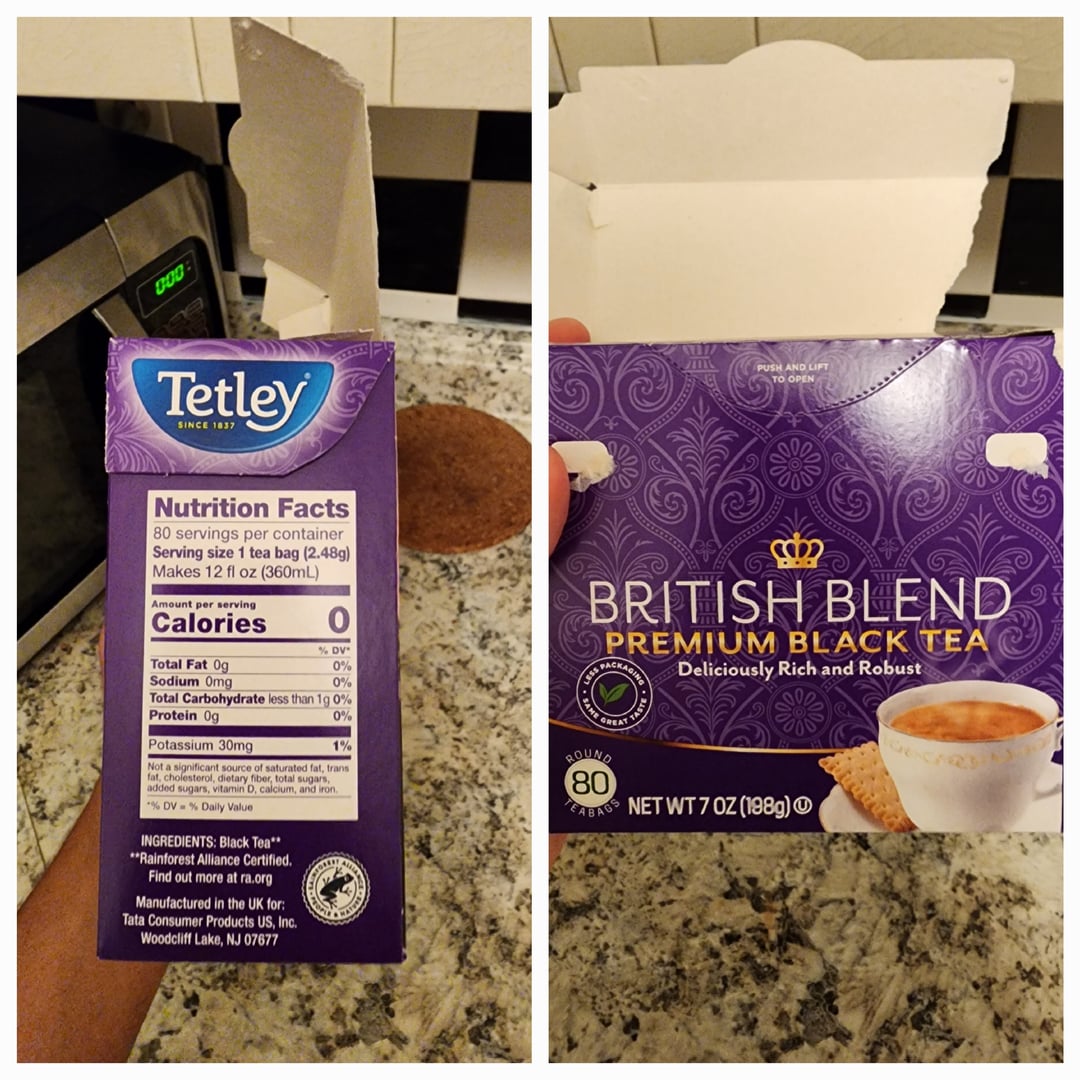 0:00
Tetley®
SINCE 1837
Nutrition Facts
80 servings per container
Serving size 1 tea bag (2.48g)
Makes 12 fl oz (360mL)
Amount per serving
Calories 0
% DV*
Total Fat 0g 0%
Sodium 0mg 0%
Total Carbohydrate less than 1g 0%
Protein 0g 0%
Potassium 30mg 1%
Not a significant source of saturated fat, trans
fat, cholesterol, dietary fiber, total sugars,
added sugars, vitamin D, calcium, and iron.
*% DV = % Daily Value
INGREDIENTS: Black Tea**
**Rainforest Alliance Certified.
Find out more at ra.org
RAINFOREST ALLIANCE
PEOPLE & NATURE
Manufactured in the UK for:
Tata Consumer Products US, Inc.
Woodcliff Lake, NJ 07677
PUSH AND LIFT
TO OPEN
BRITISH BLEND
PREMIUM BLACK TEA
Deliciously Rich and Robust
LESS PACKAGING
SAME GREAT TASTE
ROUND
80
TEABAGS
NET WT 7 OZ (198g) U